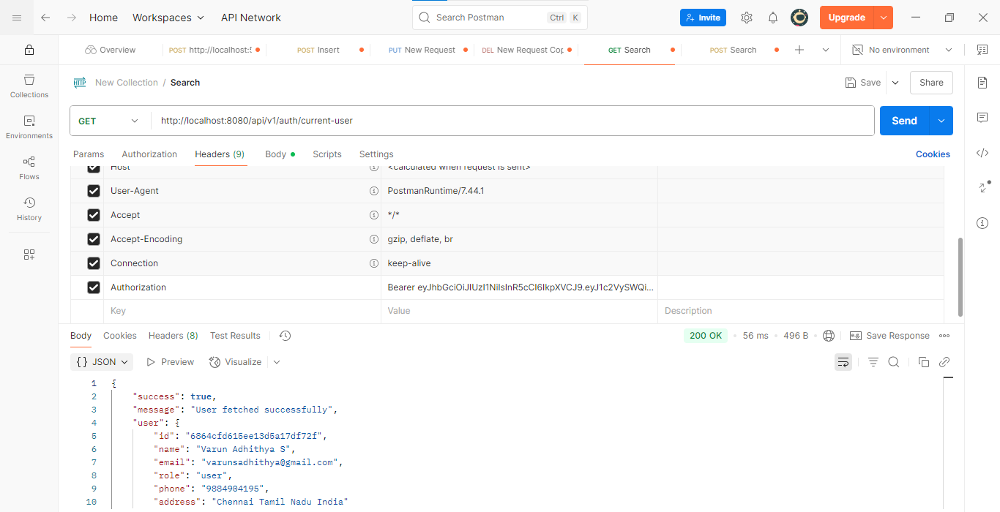 Home Workspaces API Network Search Postman Ctrl K Invite Upgrade
Overview POST http://localhost:5 POST Insert PUT New Request DEL New Request Cop GET Search POST Search No environment
HTTP New Collection / Search Save Share
Collections
GET http://localhost:8080/api/v1/auth/current-user Send
Environments
Params Authorization Headers (9) Body Scripts Settings Cookies
Flows
History
Host <calculated when request is sent>
User-Agent PostmanRuntime/7.44.1
Accept */*
Accept-Encoding gzip, deflate, br
Connection keep-alive
Authorization Bearer eyJhbGciOiJIUzI1NiIsInR5cCI6IkpXVCJ9.eyJ1c2VySWQi...
Key Value Description
Body Cookies Headers (8) Test Results 200 OK 56 ms 496 B e.g. Save Response
{} JSON Preview Visualize
1 {
2 "success": true,
3 "message": "User fetched successfully",
4 "user": {
5 "id": "6864cfd615ee13d5a17df72f",
6 "name": "Varun Adhithya S",
7 "email": "varunsadhithya@gmail.com",
8 "role": "user",
9 "phone": "9884904195",
10 "address": "Chennai Tamil Nadu India"